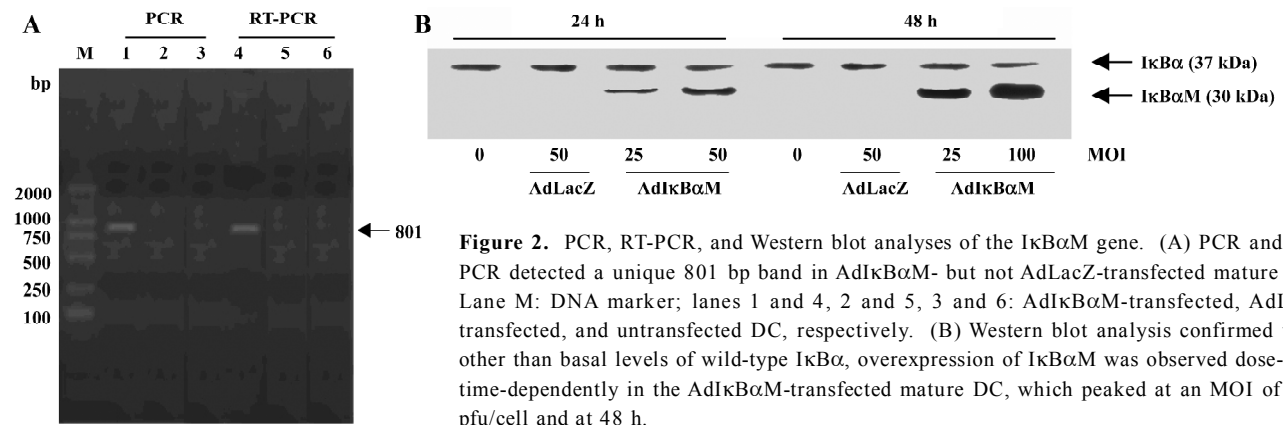 A
PCR RT-PCR
M 1 2 3 4 5 6
bp
2000
1000
750
500
250
100
801
B
24 h 48 h
IκBα (37 kDa)
IκBαM (30 kDa)
0 50 25 50 0 50 25 100 MOI
AdLacZ AdIκBαM AdLacZ AdIκBαM
Figure 2. PCR, RT-PCR, and Western blot analyses of the IκBαM gene. (A) PCR and
PCR detected a unique 801 bp band in AdIκBαM- but not AdLacZ-transfected mature
Lane M: DNA marker; lanes 1 and 4, 2 and 5, 3 and 6: AdIκBαM-transfected,
transfected, and untransfected DC, respectively. (B) Western blot analysis confirmed
other than basal levels of wild-type IκBα, overexpression of IκBαM was observed dose-
time-dependently in the AdIκBαM-transfected mature DC, which peaked at an MOI of
pfu/cell and at 48 h.